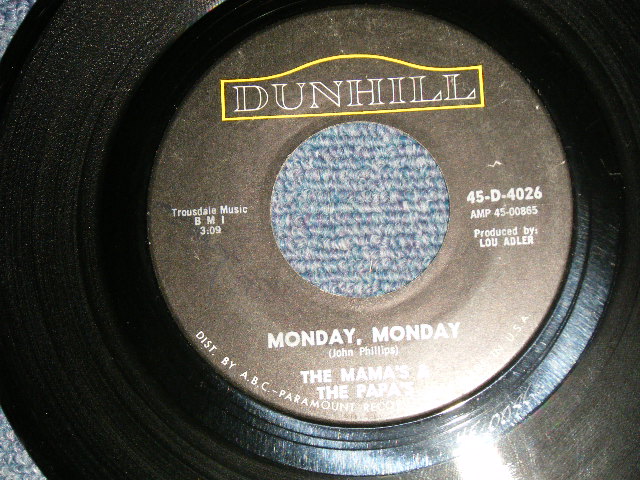 DUNHILL
45-D-4026
AMP 45-00865
Trousdale Music
B M I
3:09
Produced by:
LOU ADLER
MONDAY, MONDAY
(John Phillips)
THE MAMA'S &
THE PAPA'S
DIST. BY A.B.C.-PARAMOUNT U.S.A.